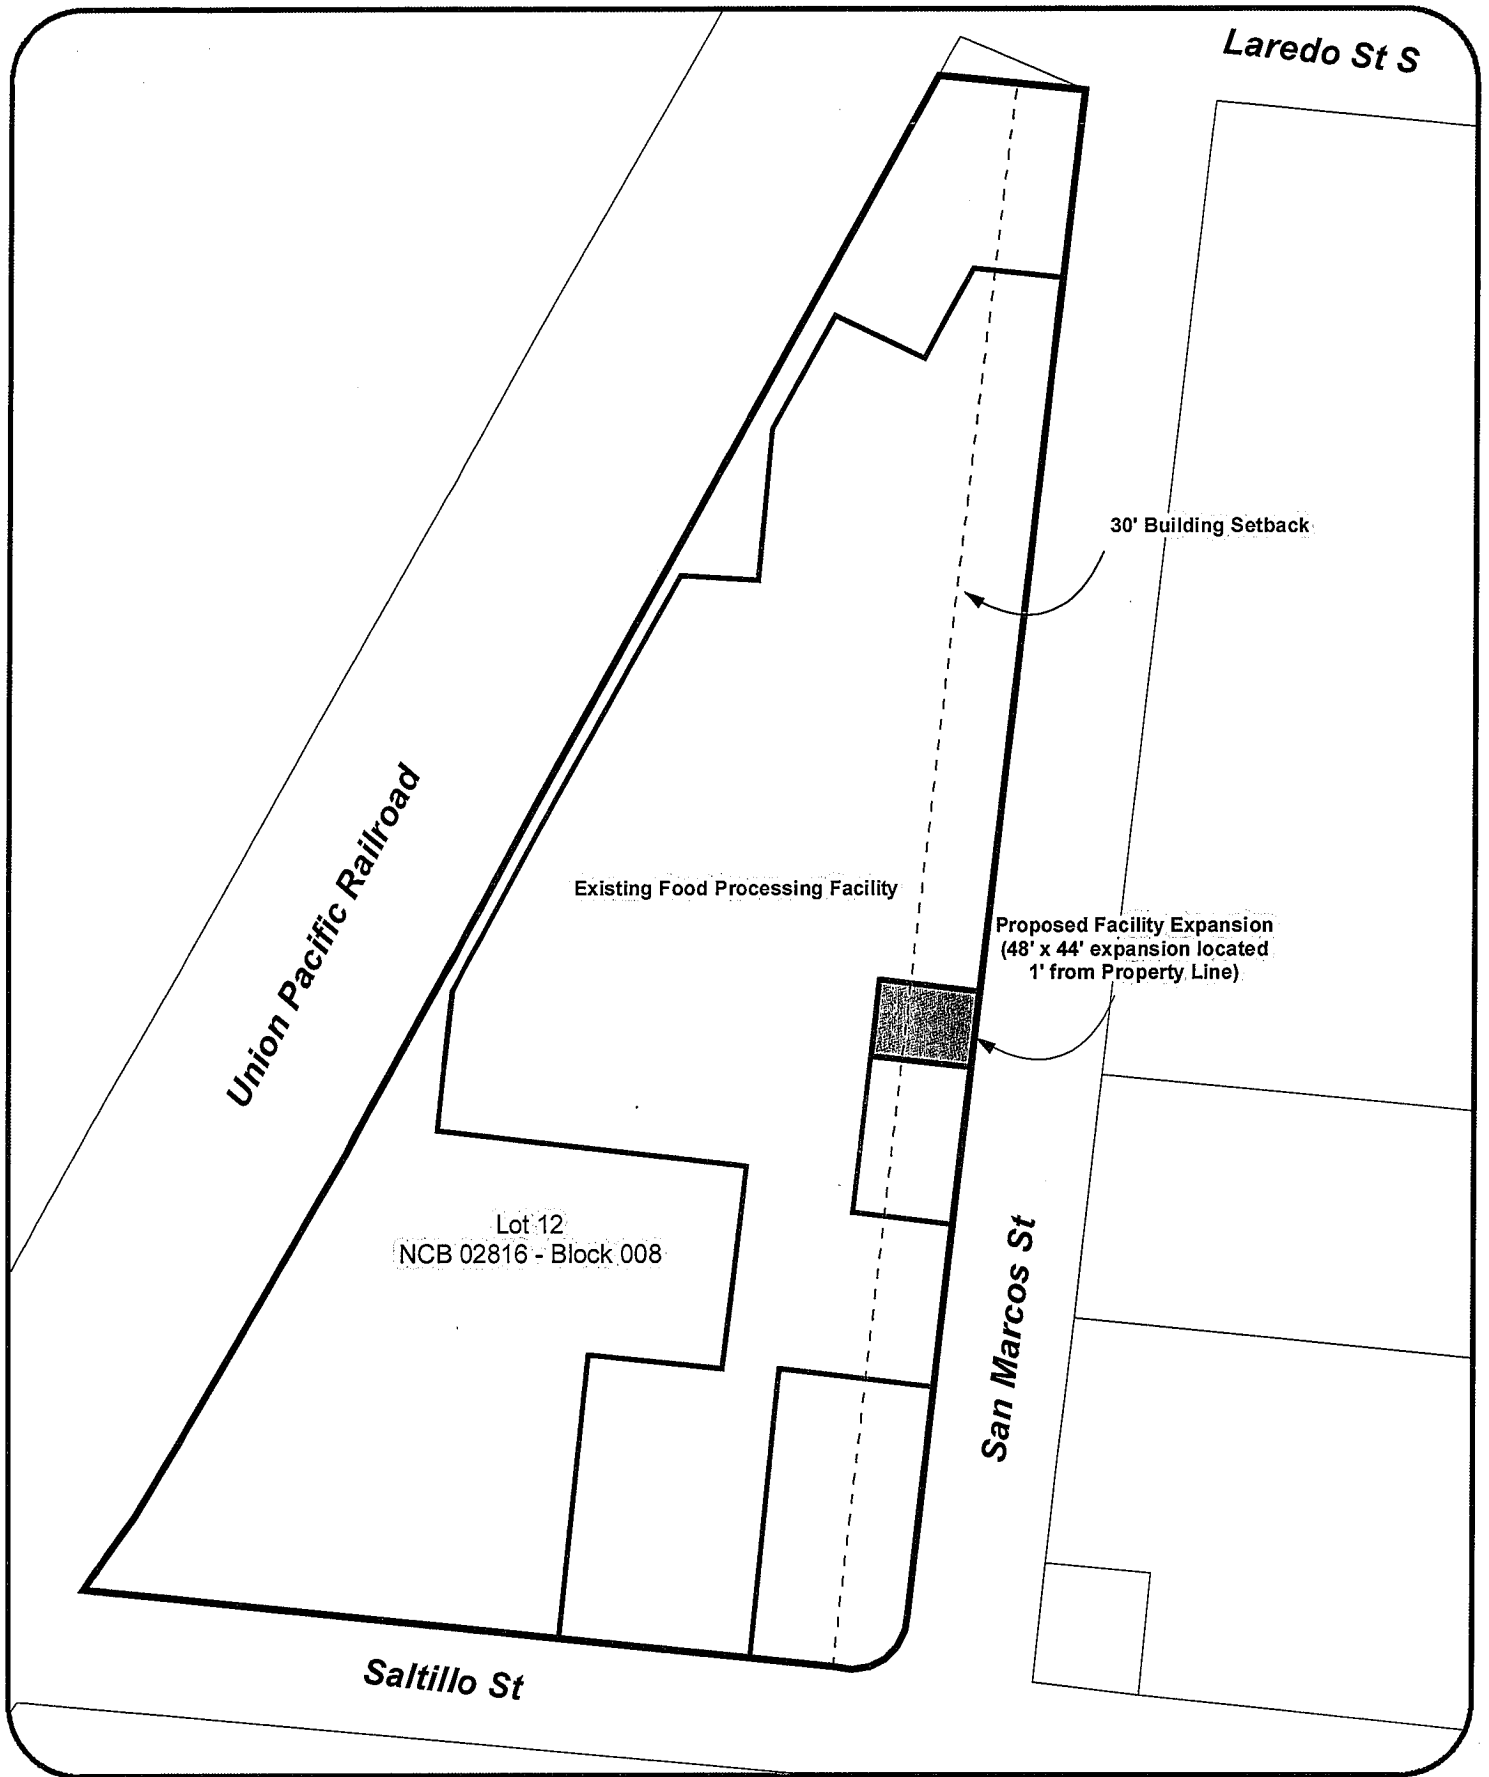 Laredo St S
30' Building Setback
Union Pacific Railroad
Existing Food Processing Facility
Proposed Facility Expansion
(48' x 44' expansion located
1' from Property Line)
Lot 12
NCB 02816 - Block 008
San Marcos St
Saltillo St